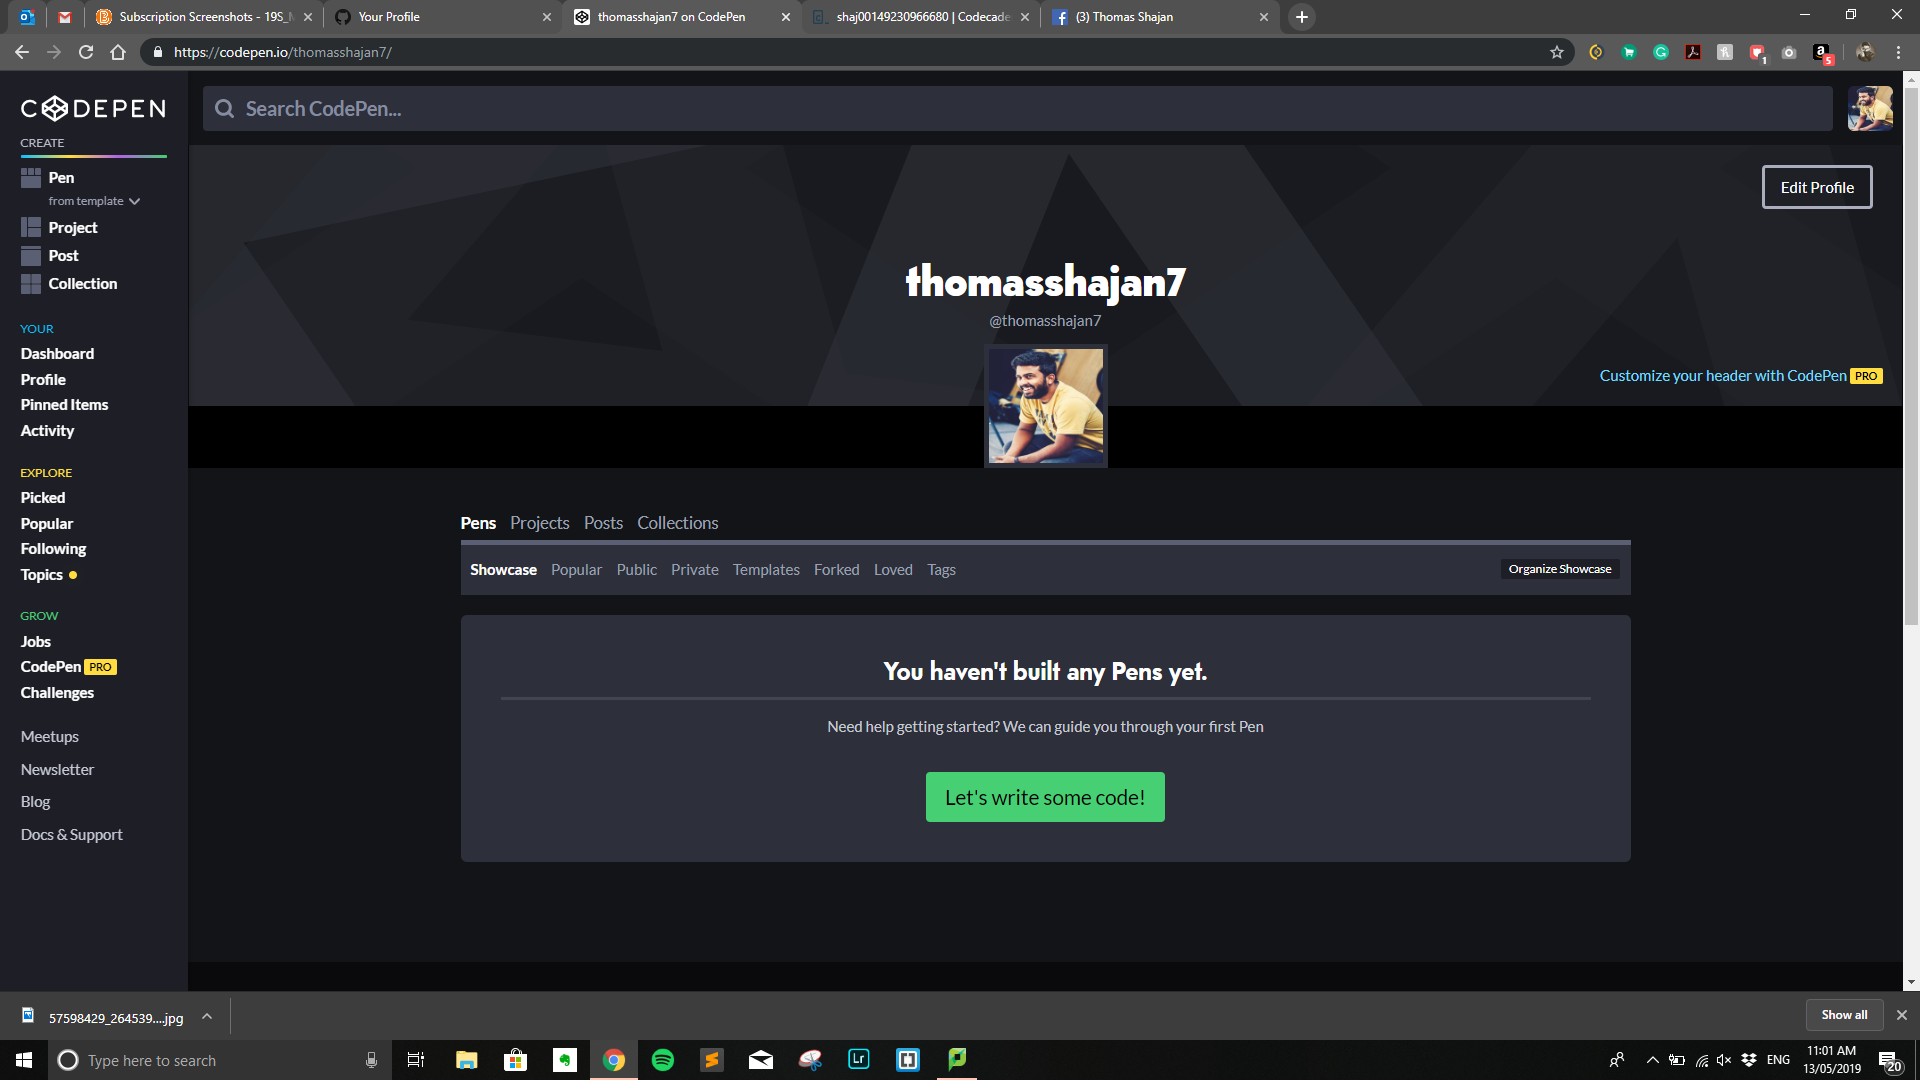 Subscription Screenshots - 19S_M
Your Profile
thomasshajan7 on CodePen
shaj00149230966680 | Codecade
(3) Thomas Shajan
https://codepen.io/thomasshajan7/
1
5
CODEPEN
Search CodePen...
CREATE
Pen
from template
Project
Post
Collection
YOUR
Dashboard
Profile
Pinned Items
Activity
EXPLORE
Picked
Popular
Following
Topics
GROW
Jobs
CodePen PRO
Challenges
Meetups
Newsletter
Blog
Docs & Support
Edit Profile
thomasshajan7
@thomasshajan7
Customize your header with CodePen PRO
Pens Projects Posts Collections
Showcase Popular Public Private Templates Forked Loved Tags
Organize Showcase
You haven't built any Pens yet.
Need help getting started? We can guide you through your first Pen
Let's write some code!
57598429_264539....jpg
Show all
Type here to search
Lr
ENG
11:01 AM
13/05/2019
20